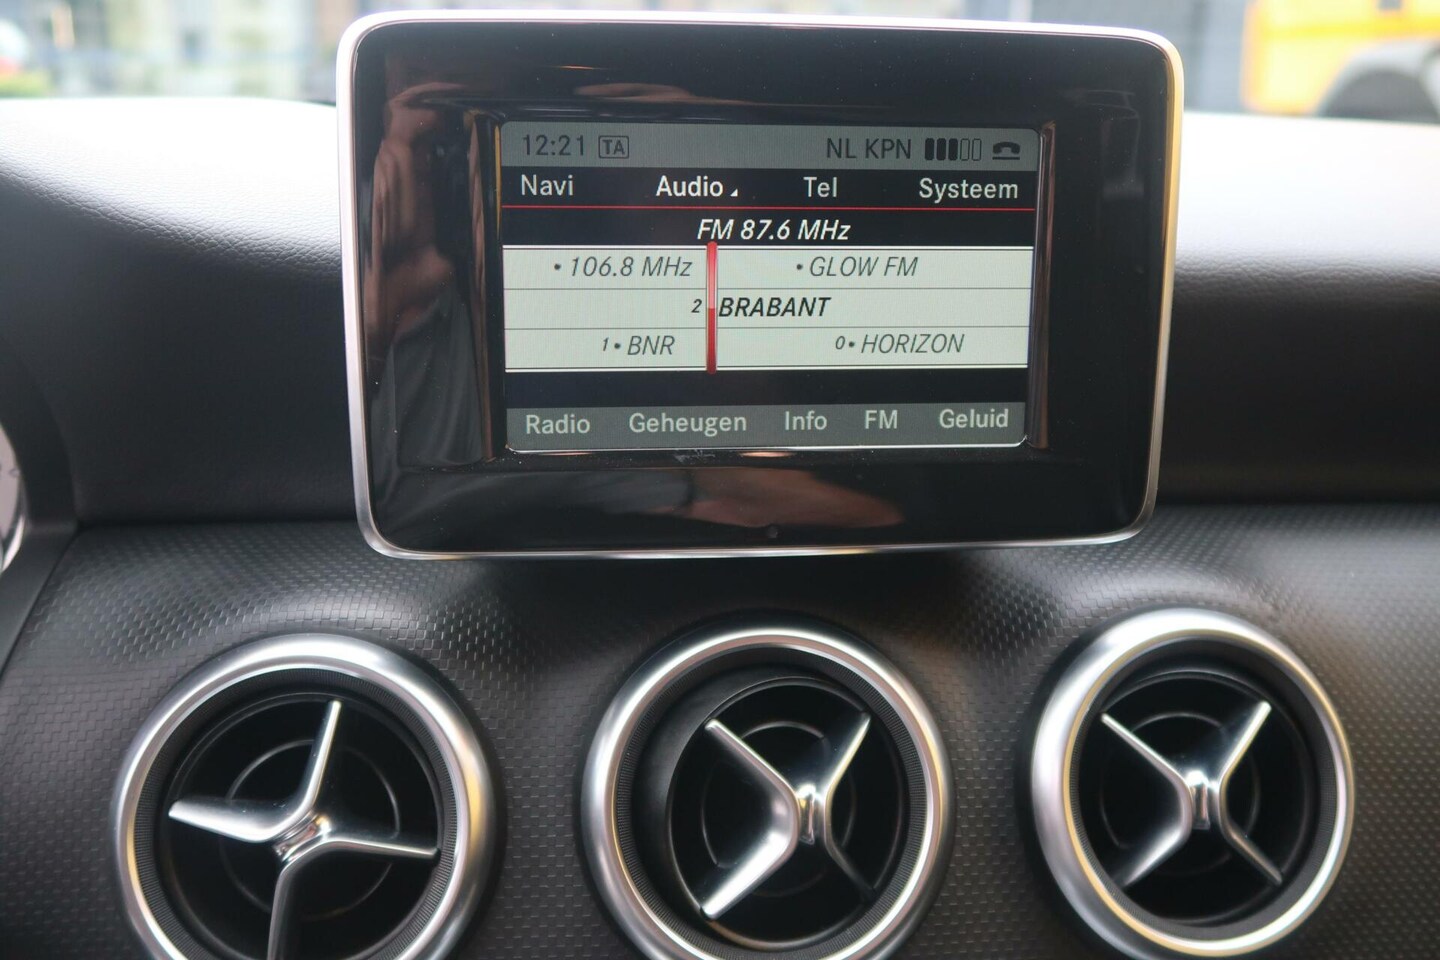 12:21 TA NL KPN
Navi Audio Tel Systeem
FM 87.6 MHz
• 106.8 MHz • GLOW FM
2 BRABANT
1 • BNR 0 • HORIZON
Radio Geheugen Info FM Geluid